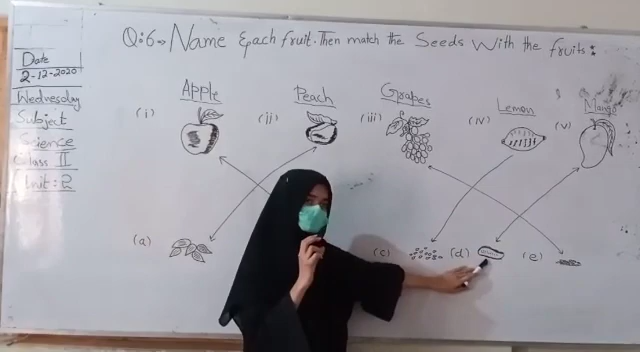 Q:6→ Name Each fruit. Then match the Seeds With the fruits:
Date
2-12-2020
Wednesday
Subject
Science
Class II
Unit: 2
Apple Peach Grapes Lemon Mango
(i) (ii) (iii) (iv) (v)
(a) (c) (d) (e)